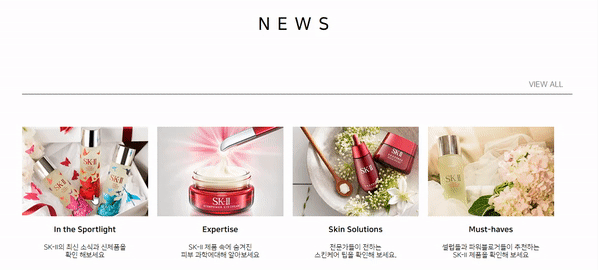 NEWS
VIEW ALL
SK-II
SK-II
SK-II
SK-II
In the Sportlight
Expertise
Skin Solutions
Must-haves
SK-II의 최신 소식과 신제품을
확인 해보세요
SK-II 제품 속에 숨겨진
피부 과학에대해 알아보세요
전문가들이 전하는
스킨케어 팁을 확인해 보세요.
셀럽들과 파워블로거들이 추천하는
SK-II 제품을 확인해 보세요.